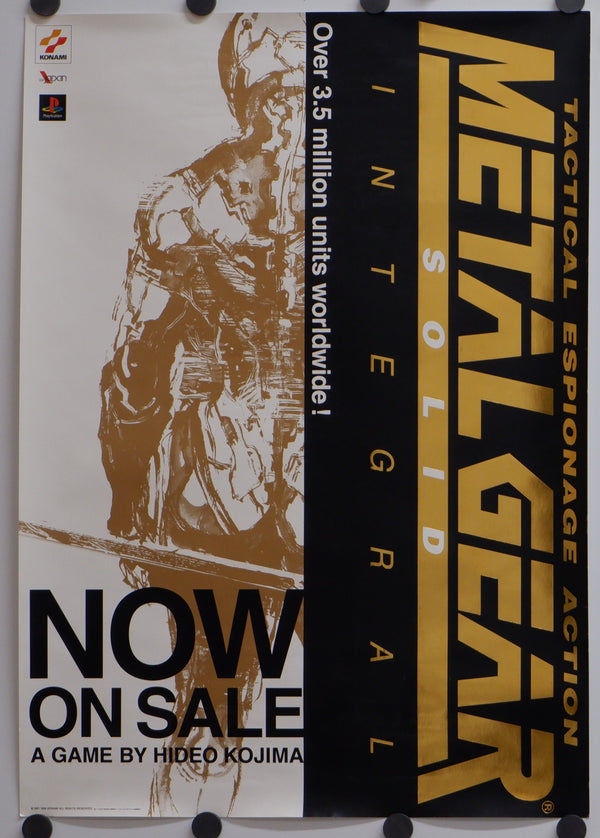 KONAMI
Japan
PlayStation
Over 3.5 million units worldwide!
TACTICAL ESPIONAGE ACTION
METAL GEAR
SOLID
INTEGRAL
®
NOW
ON SALE
A GAME BY HIDEO KOJIMA